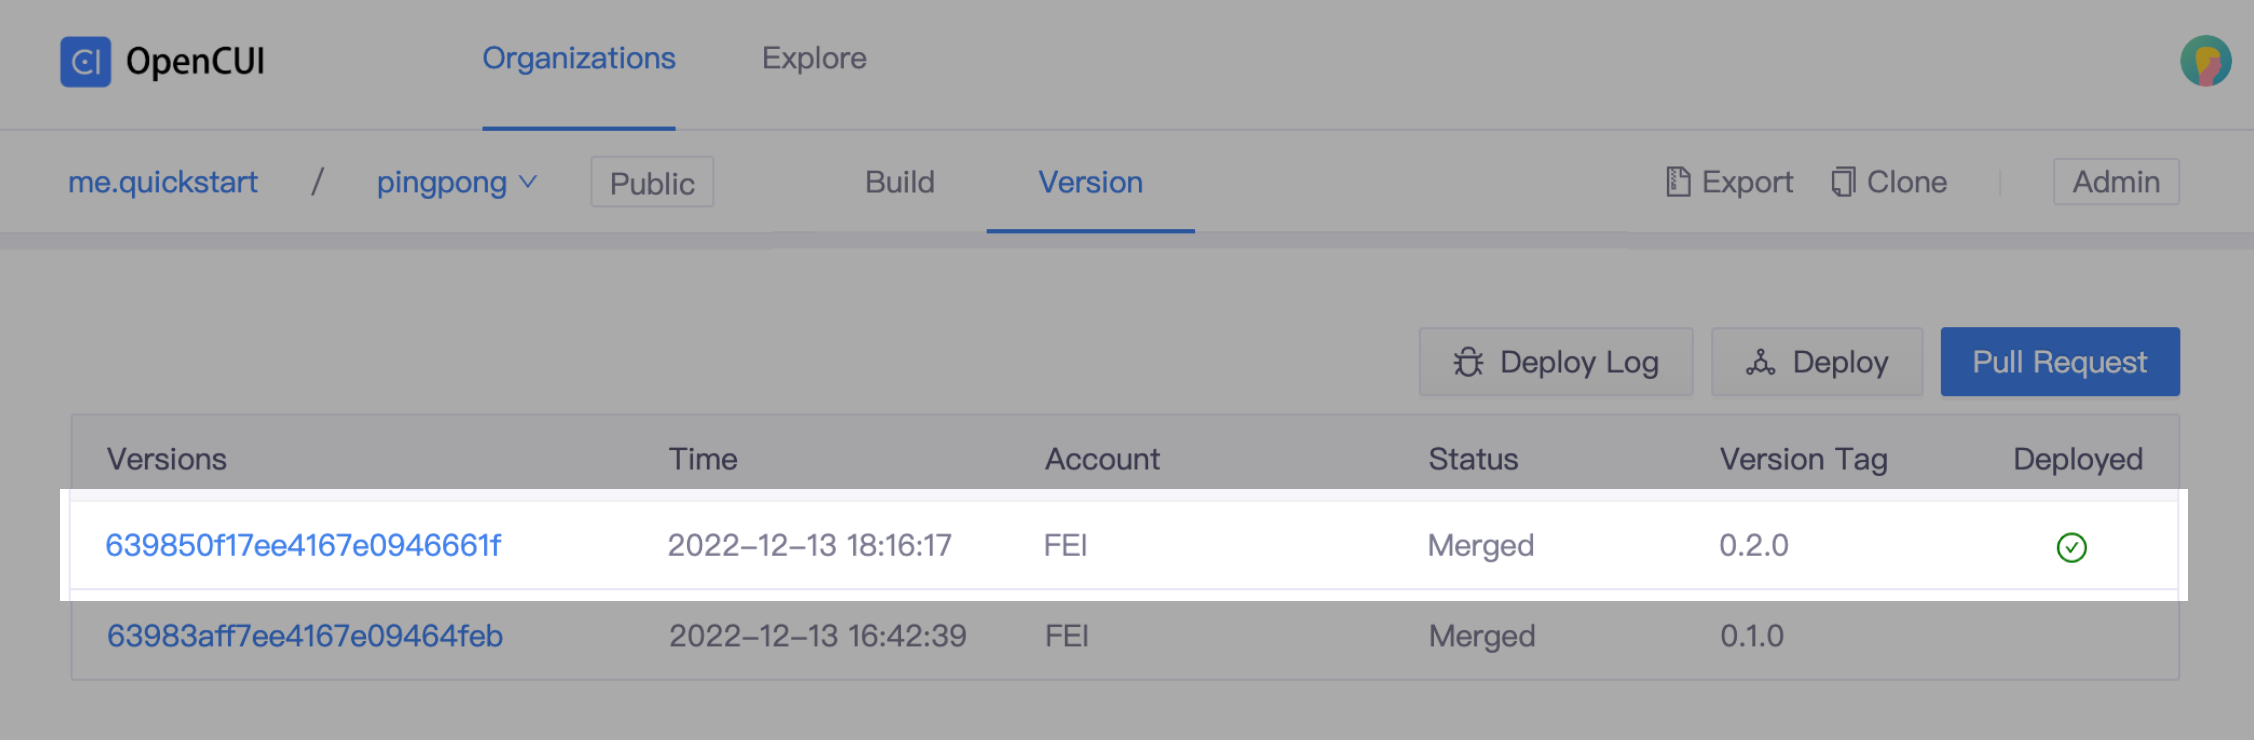 CI OpenCUI Organizations Explore
me.quickstart / pingpong Public Build Version Export Clone Admin
Deploy Log Deploy Pull Request
Versions Time Account Status Version Tag Deployed
639850f17ee4167e0946661f 2022-12-13 18:16:17 FEI Merged 0.2.0
63983aff7ee4167e09464feb 2022-12-13 16:42:39 FEI Merged 0.1.0